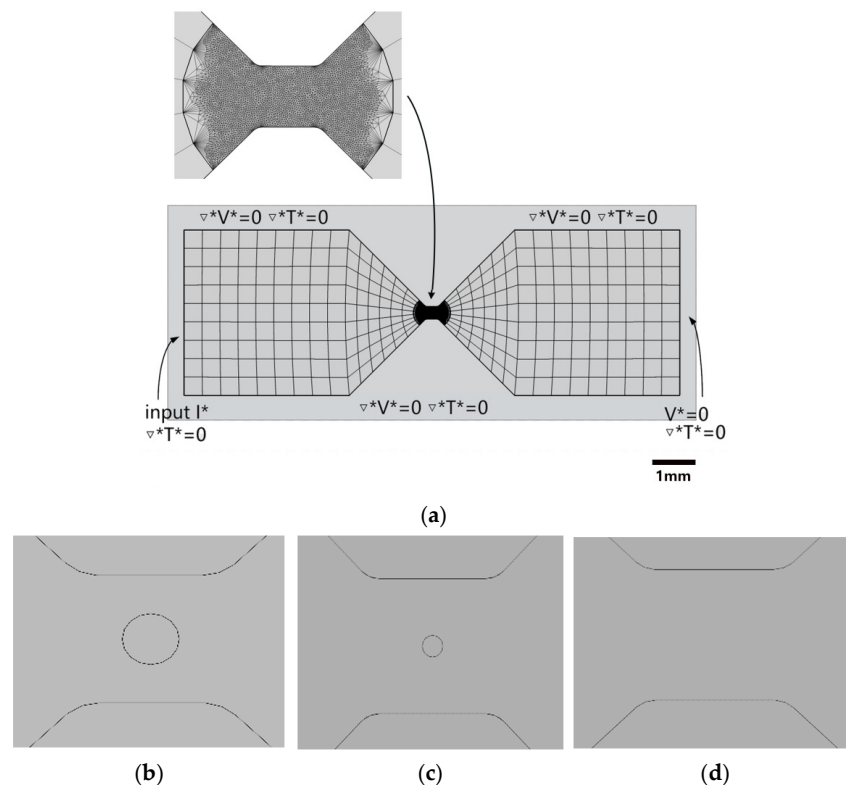 ▽*V*=0 ▽*T*=0 ▽*V*=0 ▽*T*=0
input I*
▽*T*=0
▽*V*=0 ▽*T*=0
V*=0
▽*T*=0
1mm
(a)
(b) (c) (d)